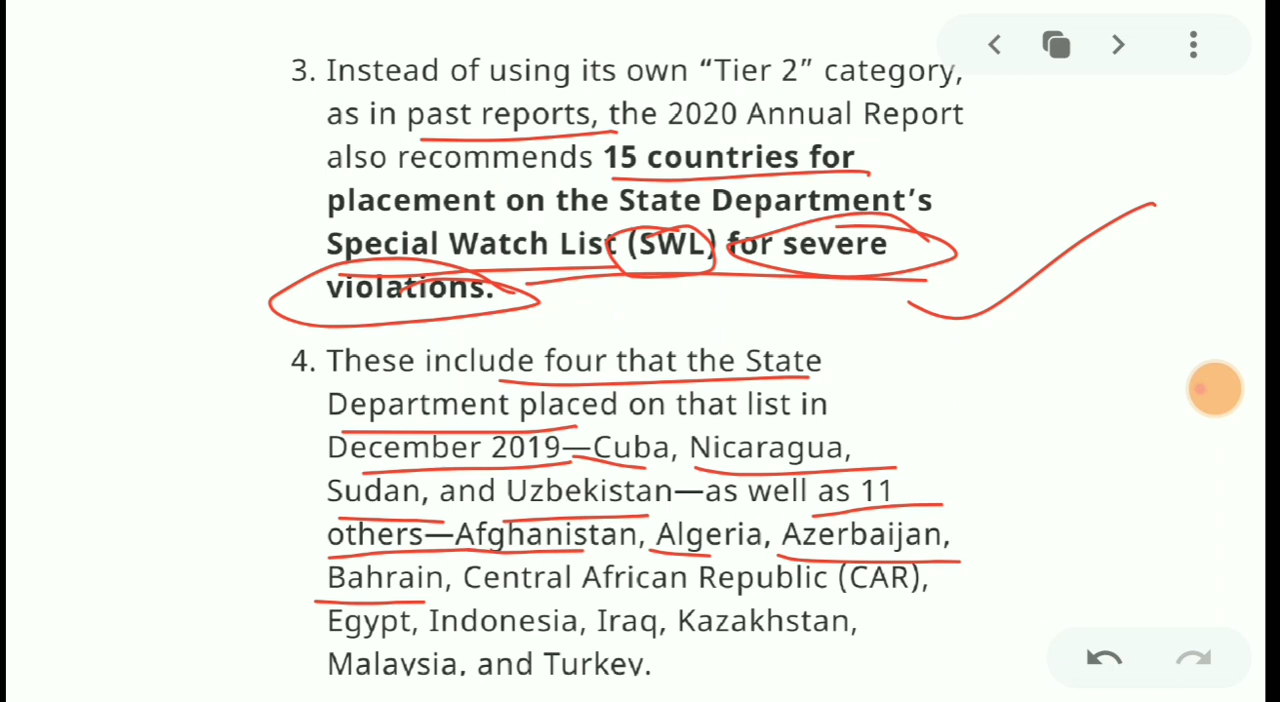 3. Instead of using its own “Tier 2” category,
as in past reports, the 2020 Annual Report
also recommends 15 countries for
placement on the State Department’s
Special Watch List (SWL) for severe
violations.
4. These include four that the State
Department placed on that list in
December 2019—Cuba, Nicaragua,
Sudan, and Uzbekistan—as well as 11
others—Afghanistan, Algeria, Azerbaijan,
Bahrain, Central African Republic (CAR),
Egypt, Indonesia, Iraq, Kazakhstan,
Malaysia, and Turkey.